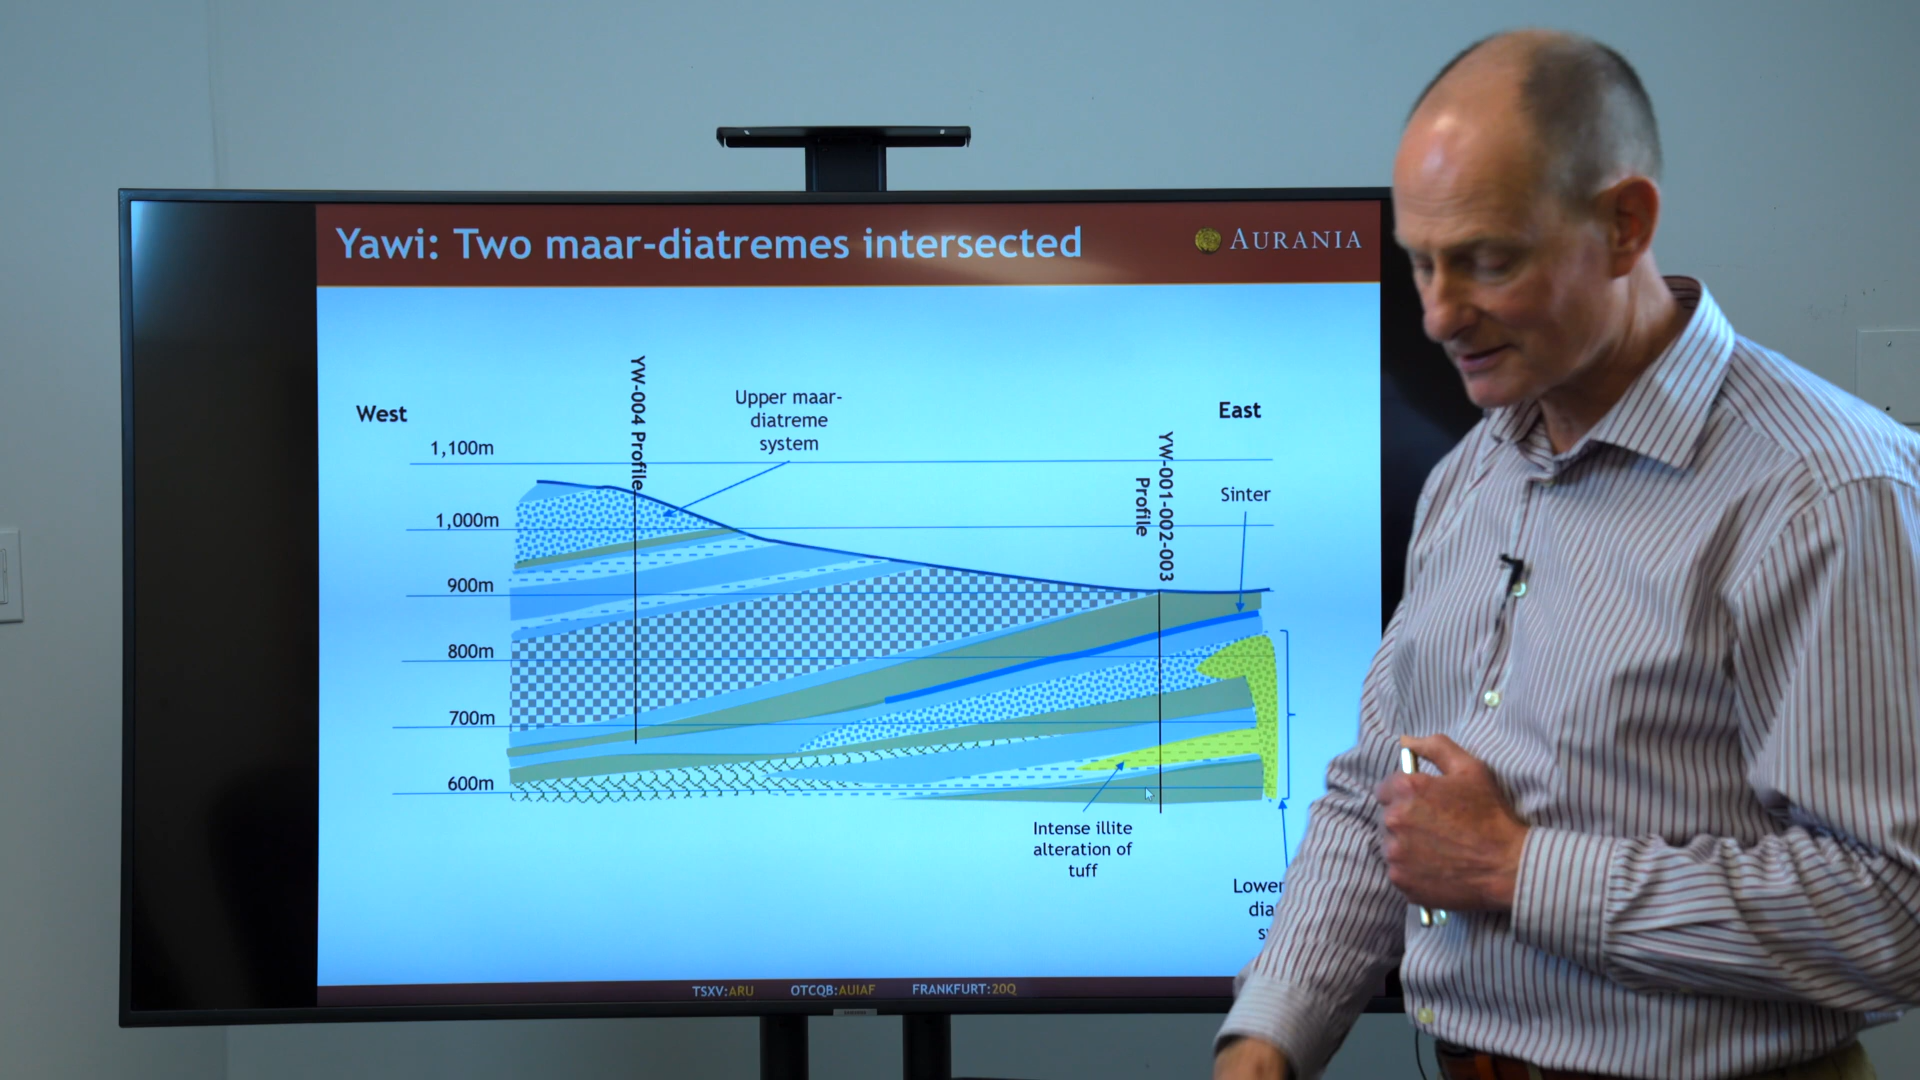 Yawi: Two maar-diatremes intersected
AURANIA
West
East
YW-004 Profile
Upper maar-
diatreme
system
YW-001-002-003
Profile
Sinter
1,100m
1,000m
900m
800m
700m
600m
Intense illite
alteration of
tuff
Lower
TSXV:ARU OTCQB:AUIAF FRANKFURT:20Q
SAMSUNG